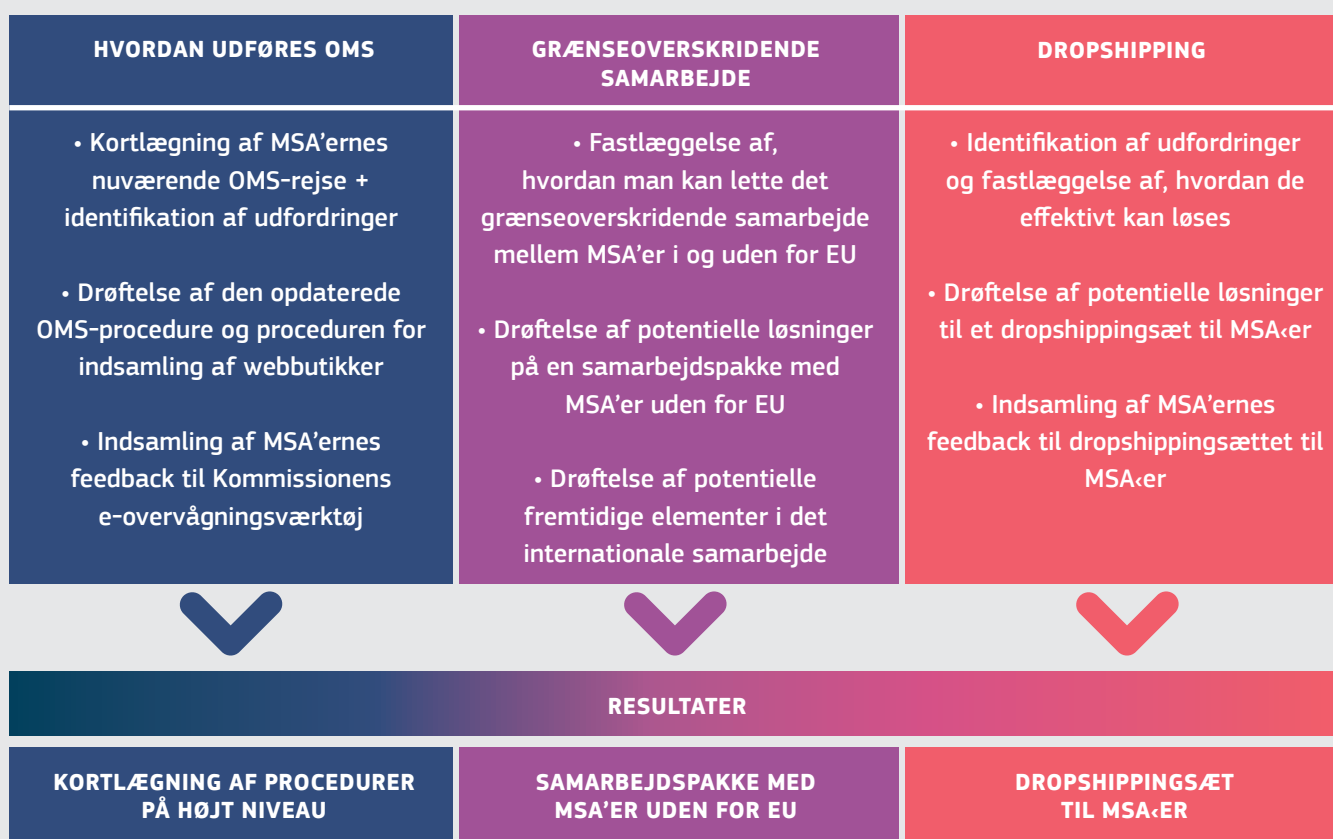 HVORDAN UDFØRES OMS
• Kortlægning af MSA’ernes
nuværende OMS-rejse +
identifikation af udfordringer
• Drøftelse af den opdaterede
OMS-procedure og proceduren for
indsamling af webbutikker
• Indsamling af MSA’ernes
feedback til Kommissionens
e-overvågningsværktøj
GRÆNSEOVERSKRIDENDE
SAMARBEJDE
• Fastlæggelse af,
hvordan man kan lette det
grænseoverskridende samarbejde
mellem MSA’er i og uden for EU
• Drøftelse af potentielle løsninger
på en samarbejdspakke med
MSA’er uden for EU
• Drøftelse af potentielle
fremtidige elementer i det
internationale samarbejde
DROPSHIPPING
• Identifikation af udfordringer
og fastlæggelse af, hvordan de
effektivt kan løses
• Drøftelse af potentielle løsninger
til et dropshippingsæt til MSA‹er
• Indsamling af MSA’ernes
feedback til dropshippingsættet til
MSA‹er
RESULTATER
KORTLÆGNING AF PROCEDURER
PÅ HØJT NIVEAU
SAMARBEJDSPAKKE MED
MSA’ER UDEN FOR EU
DROPSHIPPINGSÆT
TIL MSA‹ER